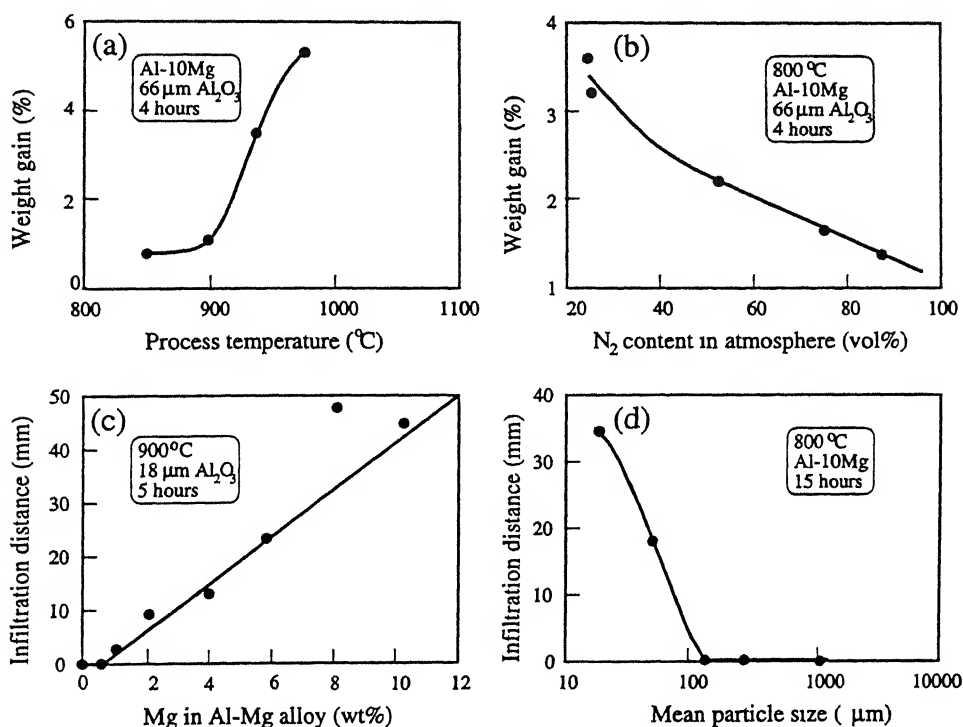 (a)
Al-10Mg
66 μm Al₂O₃
4 hours
Weight gain (%)
6
4
2
0
800
900
1000
1100
Process temperature (°C)
(b)
800 °C
Al-10Mg
66 μm Al₂O₃
4 hours
Weight gain (%)
4
3
2
1
20
40
60
80
100
N₂ content in atmosphere (vol%)
(c)
900°C
18 μm Al₂O₃
5 hours
Infiltration distance (mm)
50
40
30
20
10
0
0
2
4
6
8
10
12
Mg in Al-Mg alloy (wt%)
(d)
800 °C
Al-10Mg
15 hours
Infiltration distance (mm)
40
30
20
10
0
10
100
1000
10000
Mean particle size ( μm)